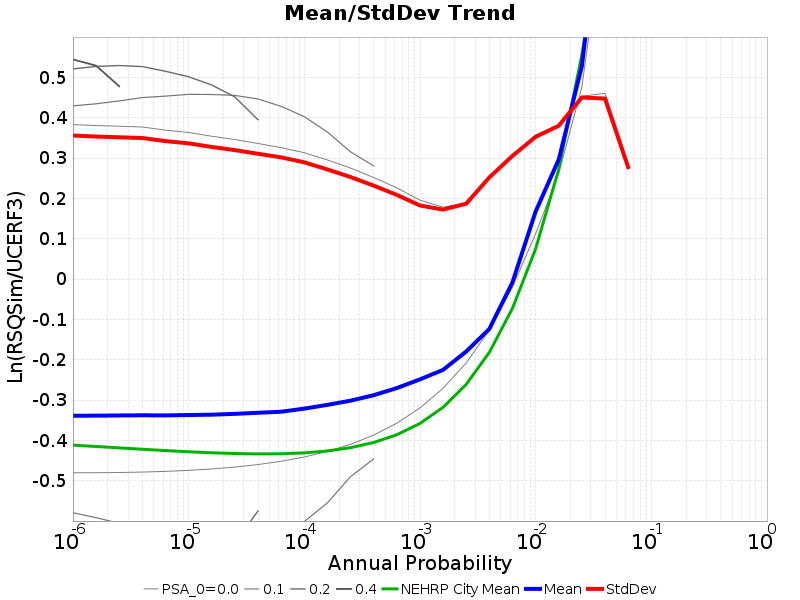 Mean/StdDev Trend
Ln(RSQSim/UCERF3)
0.5
0.4
0.3
0.2
0.1
0
-0.1
-0.2
-0.3
-0.4
-0.5
10^-6 10^-5 10^-4 10^-3 10^-2 10^-1 10^0
Annual Probability
PSA_0=0.0 0.1 0.2 0.4 NEHRP City Mean Mean StdDev